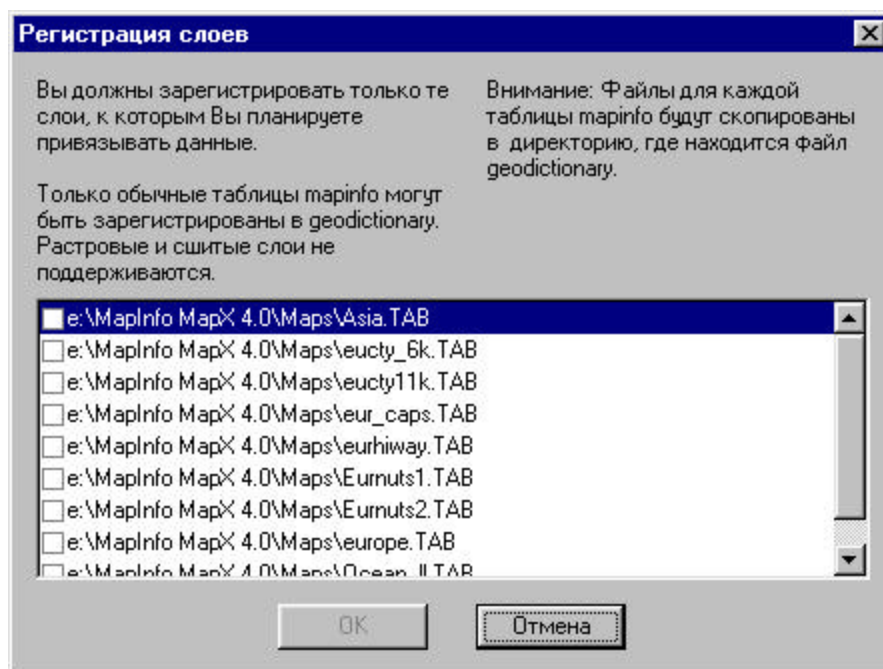 Регистрация слоев
Вы должны зарегистрировать только те
слои, к которым Вы планируете
привязывать данные.
Только обычные таблицы mapinfo могут
быть зарегистрированы в geodictionary.
Растровые и сшитые слои не
поддерживаются.
Внимание: Файлы для каждой
таблицы mapinfo будут скопированы
в директорию, где находится файл
geodictionary.
e:\MapInfo MapX 4.0\Maps\Asia.TAB
e:\MapInfo MapX 4.0\Maps\eucty_6k.TAB
e:\MapInfo MapX 4.0\Maps\eucty11k.TAB
e:\MapInfo MapX 4.0\Maps\eur_caps.TAB
e:\MapInfo MapX 4.0\Maps\eurhiway.TAB
e:\MapInfo MapX 4.0\Maps\Eurnuts1.TAB
e:\MapInfo MapX 4.0\Maps\Eurnuts2.TAB
e:\MapInfo MapX 4.0\Maps\europe.TAB
e:\MapInfo MapX 4.0\Maps\
OK
Отмена